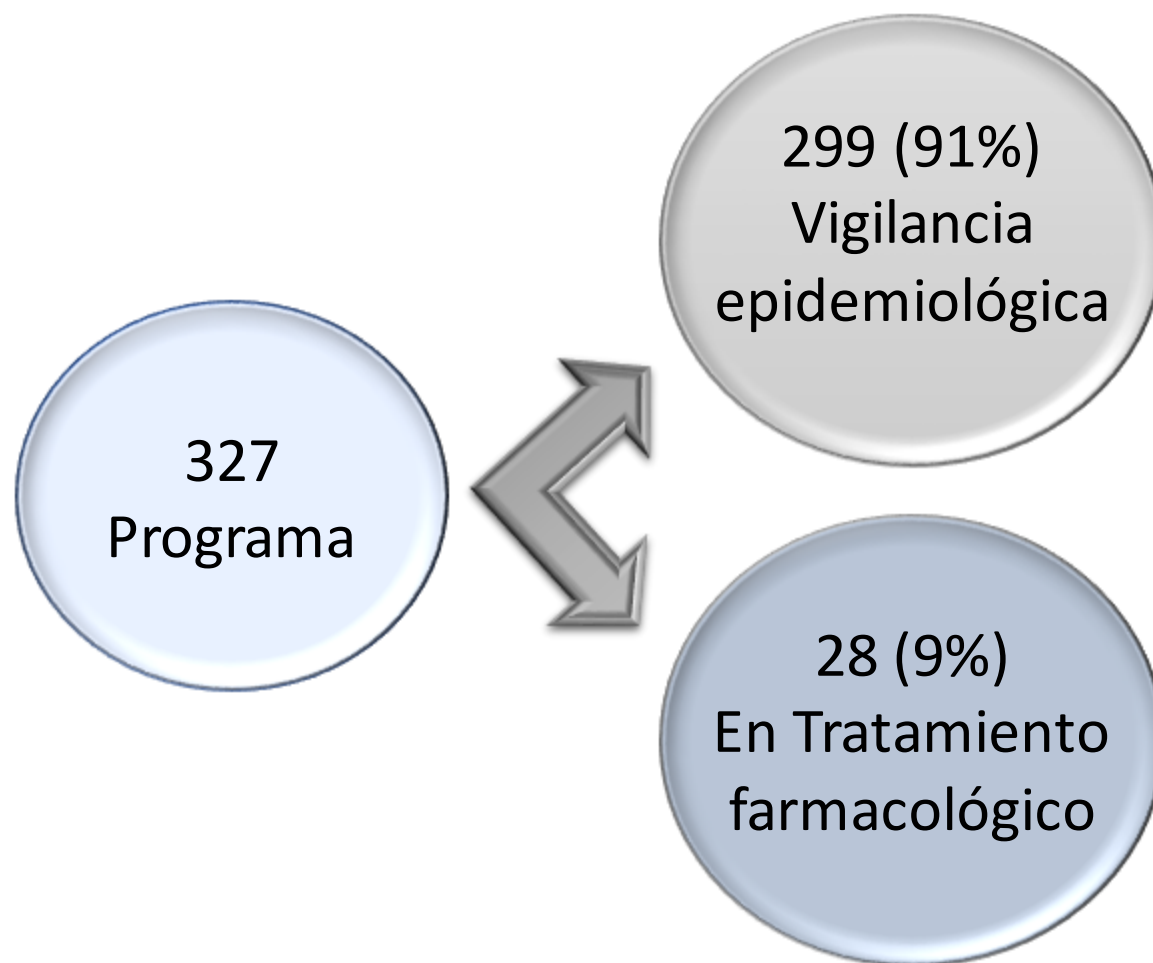 327
Programa
299 (91%)
Vigilancia
epidemiológica
28 (9%)
En Tratamiento
farmacológico